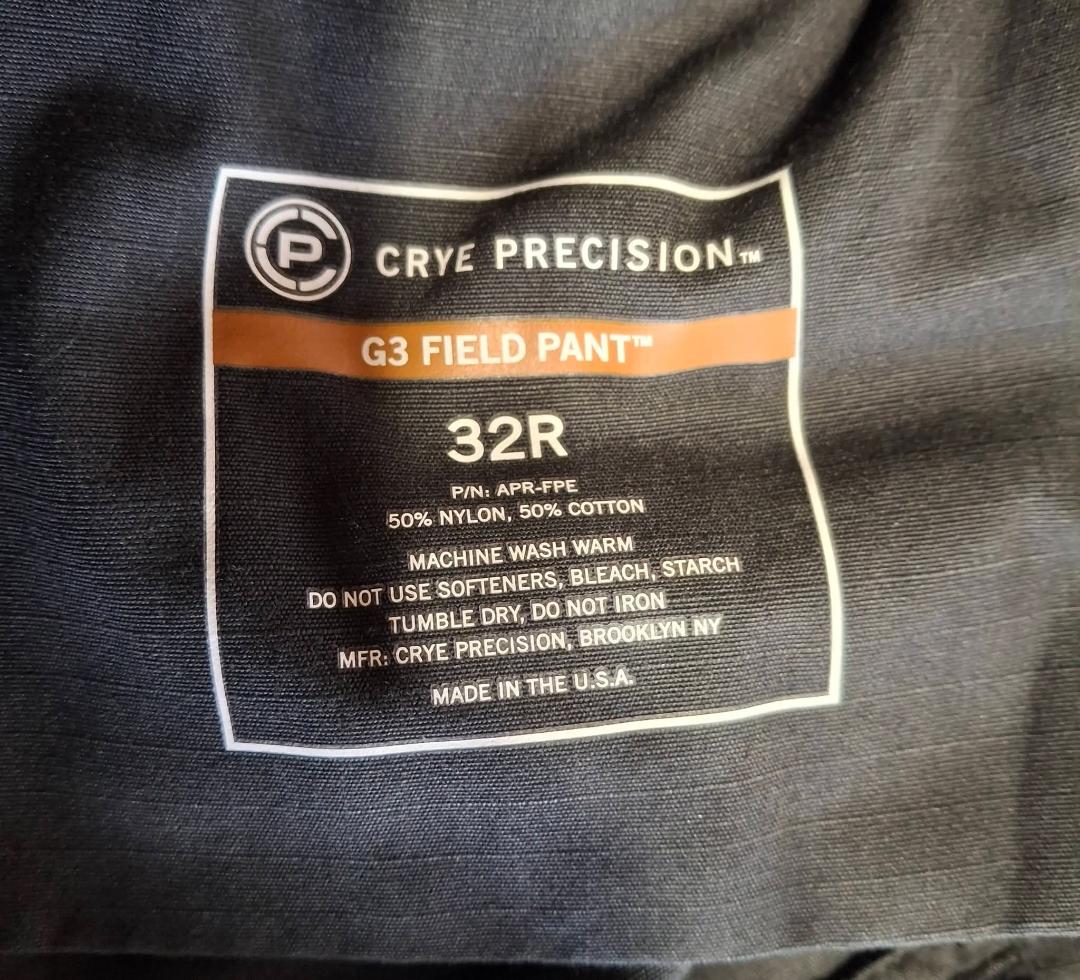 CP CRYE PRECISION™
G3 FIELD PANT™
32R
P/N: APR-FPE
50% NYLON, 50% COTTON
MACHINE WASH WARM
DO NOT USE SOFTENERS, BLEACH, STARCH
TUMBLE DRY, DO NOT IRON
MFR: CRYE PRECISION, BROOKLYN NY
MADE IN THE U.S.A.